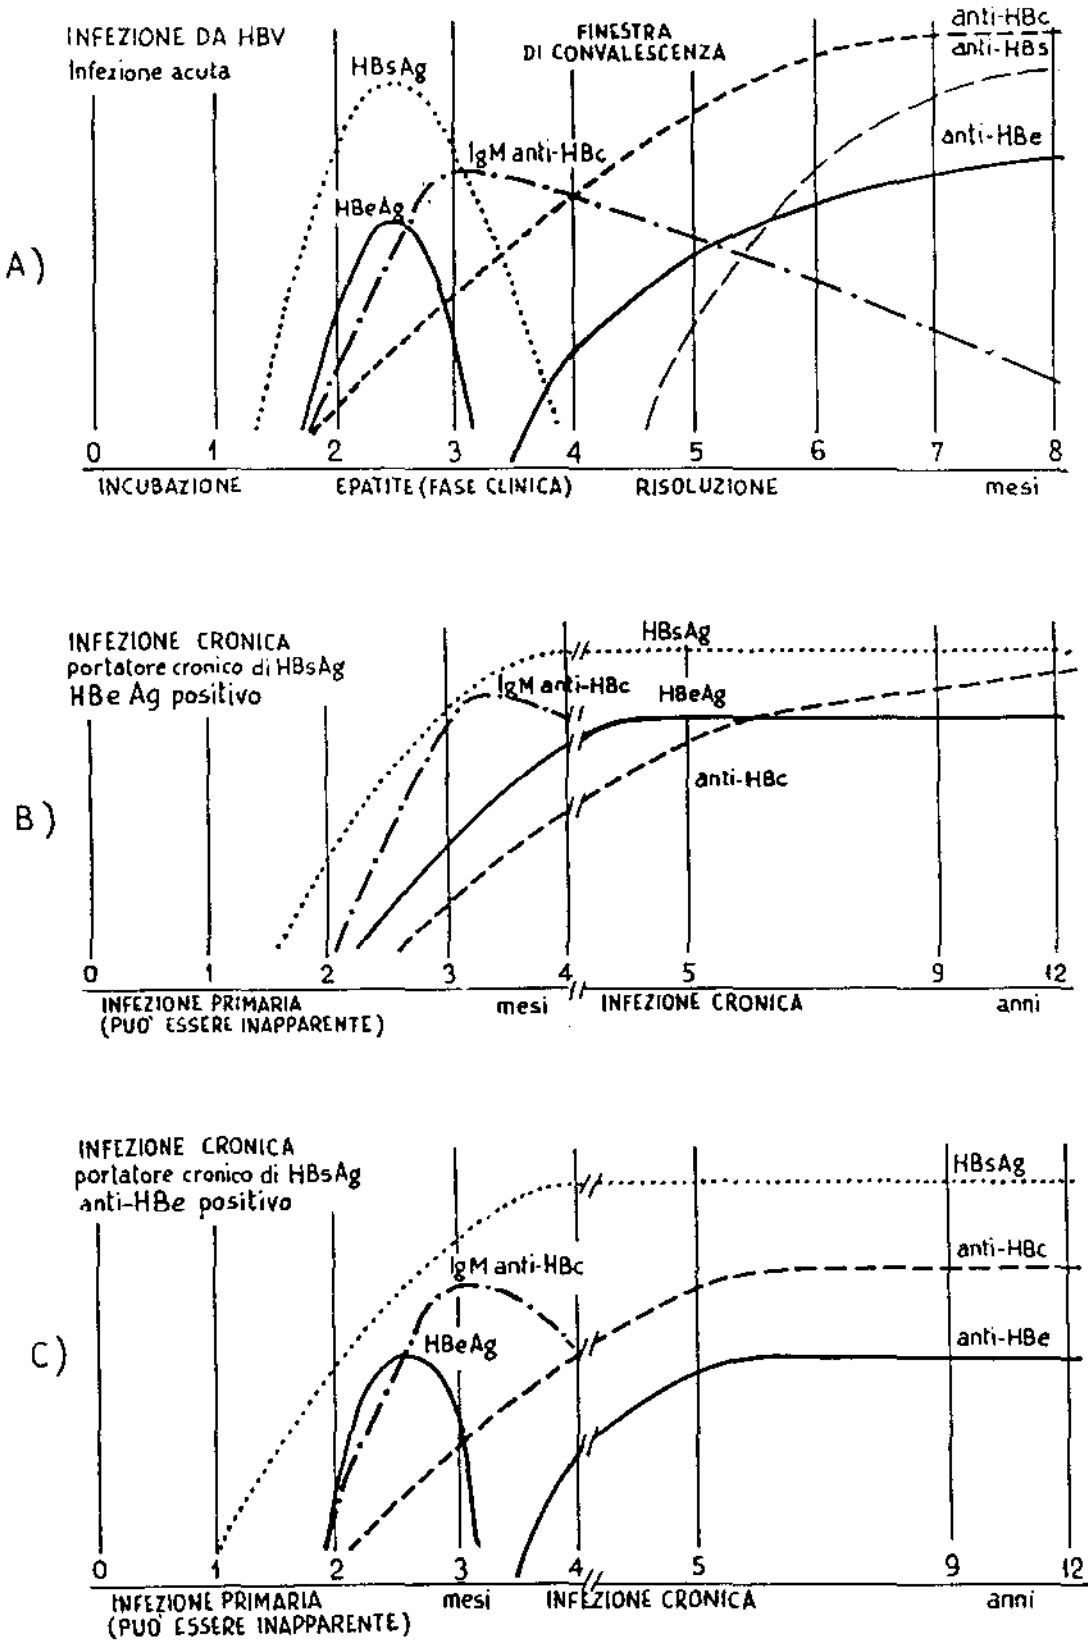 INFEZIONE DA HBV
Infezione acuta
FINESTRA
DI CONVALESCENZA
anti-HBc
anti-HBs
HBsAg
IgM anti-HBc
anti-HBe
HBeAg
A)
0 1 2 3 4 5 6 7 8
INCUBAZIONE EPATITE (FASE CLINICA) RISOLUZIONE mesi
INFEZIONE CRONICA
portatore cronico di HBsAg
HBe Ag positivo
HBsAg
IgM anti-HBc
HBeAg
anti-HBc
B)
0 1 2 3 4 5 9 12
INFEZIONE PRIMARIA mesi INFEZIONE CRONICA anni
(PUO' ESSERE INAPPARENTE)
INFEZIONE CRONICA
portatore cronico di HBsAg
anti-HBe positivo
HBsAg
anti-HBc
IgM anti-HBc
HBeAg
anti-HBe
C)
0 1 2 3 4 5 9 12
INFEZIONE PRIMARIA mesi INFEZIONE CRONICA anni
(PUO' ESSERE INAPPARENTE)